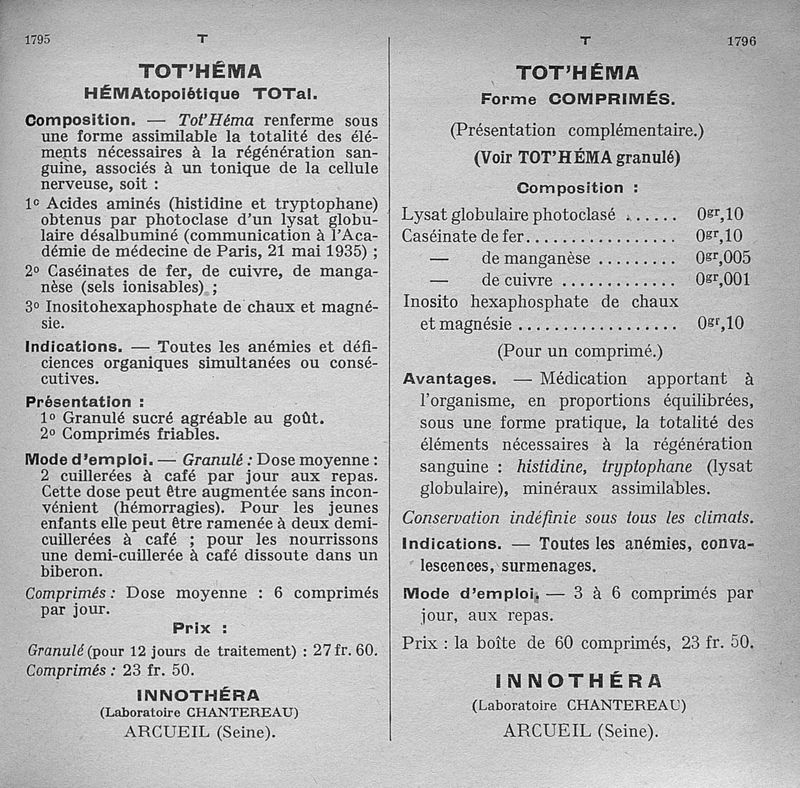 1795
T
TOT'HÉMA
HÉMAtopoïétique TOTal.
Composition. — Tot'Héma renferme sous
une forme assimilable la totalité des élé-
ments nécessaires à la régénération san-
guine, associés à un tonique de la cellule
nerveuse, soit :
1º Acides aminés (histidine et tryptophane)
obtenus par photoclase d'un lysat globu-
laire désalbuminé (communication à l'Aca-
démie de médecine de Paris, 21 mai 1935) ;
2º Caséinates de fer, de cuivre, de manga-
nèse (sels ionisables) ;
3º Inositohexaphosphate de chaux et magné-
sie.
Indications. — Toutes les anémies et défi-
ciences organiques simultanées ou consé-
cutives.
Présentation :
1º Granulé sucré agréable au goût.
2º Comprimés friables.
Mode d'emploi. — Granulé : Dose moyenne :
2 cuillerées à café par jour aux repas.
Cette dose peut être augmentée sans incon-
vénient (hémorragies). Pour les jeunes
enfants elle peut être ramenée à deux demi-
cuillerées à café ; pour les nourrissons
une demi-cuillerée à café dissoute dans un
biberon.
Comprimés : Dose moyenne : 6 comprimés
par jour.
Prix :
Granulé (pour 12 jours de traitement) : 27 fr. 60.
Comprimés : 23 fr. 50.
INNOTHÉRA
(Laboratoire CHANTEREAU)
ARCUEIL (Seine).
T
1796
TOT'HÉMA
Forme COMPRIMÉS.
(Présentation complémentaire.)
(Voir TOT'HÉMA granulé)
Composition :
Lysat globulaire photoclasé ...... 0gr,10
Caséinate de fer................. 0gr,10
— de manganèse ......... 0gr,005
— de cuivre ............. 0gr,001
Inosito hexaphosphate de chaux
et magnésie .................. 0gr,10
(Pour un comprimé.)
Avantages. — Médication apportant à
l'organisme, en proportions équilibrées,
sous une forme pratique, la totalité des
éléments nécessaires à la régénération
sanguine : histidine, tryptophane (lysat
globulaire), minéraux assimilables.
Conservation indéfinie sous tous les climats.
Indications. — Toutes les anémies, conva-
lescences, surmenages.
Mode d'emploi. — 3 à 6 comprimés par
jour, aux repas.
Prix : la boîte de 60 comprimés, 23 fr. 50.
INNOTHÉRA
(Laboratoire CHANTEREAU)
ARCUEIL (Seine).